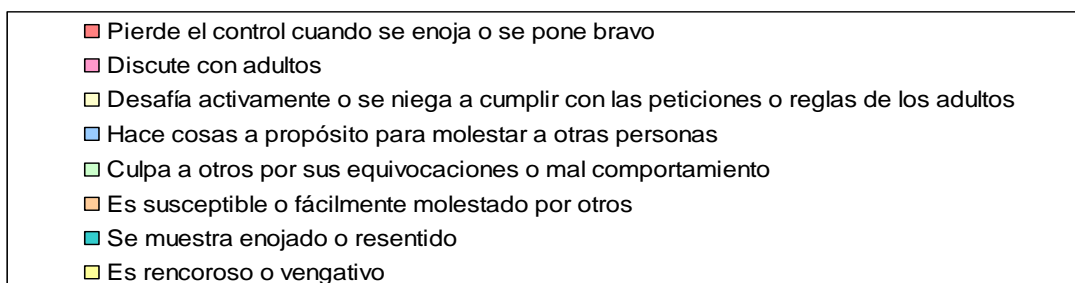 Pierde el control cuando se enoja o se pone bravo
Discute con adultos
Desafía activamente o se niega a cumplir con las peticiones o reglas de los adultos
Hace cosas a propósito para molestar a otras personas
Culpa a otros por sus equivocaciones o mal comportamiento
Es susceptible o fácilmente molestado por otros
Se muestra enojado o resentido
Es rencoroso o vengativo